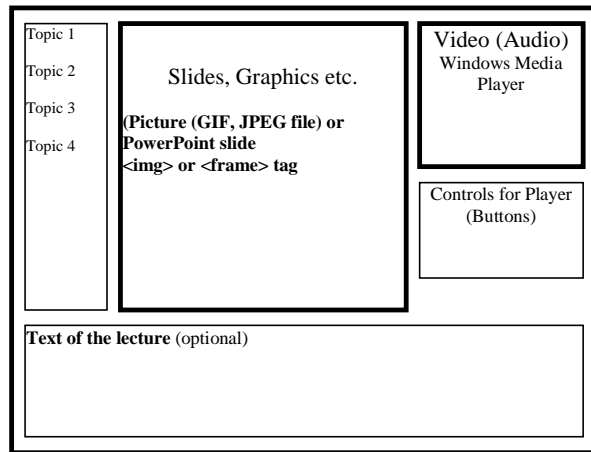 Topic 1
Topic 2
Topic 3
Topic 4
Slides, Graphics etc.
(Picture (GIF, JPEG file) or
PowerPoint slide
<img> or <frame> tag
Video (Audio)
Windows Media
Player
Controls for Player
(Buttons)
Text of the lecture (optional)